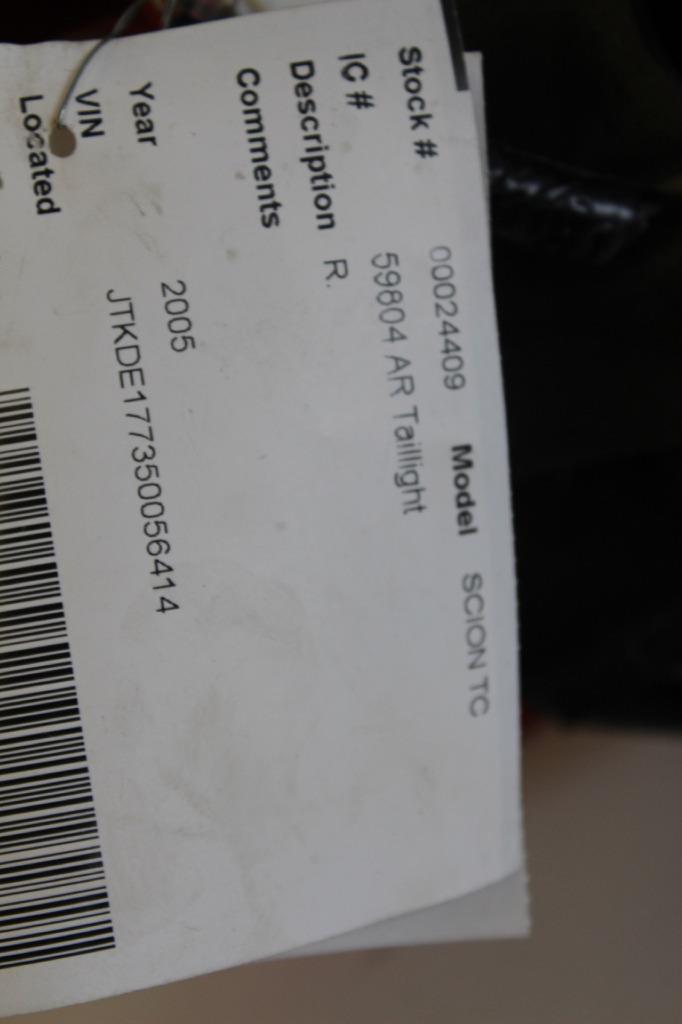 Stock # 00024409 Model SCION TC
IC # 59804 AR Taillight
Description R.
Comments
Year 2005
VIN JTKDE177350056414
Located